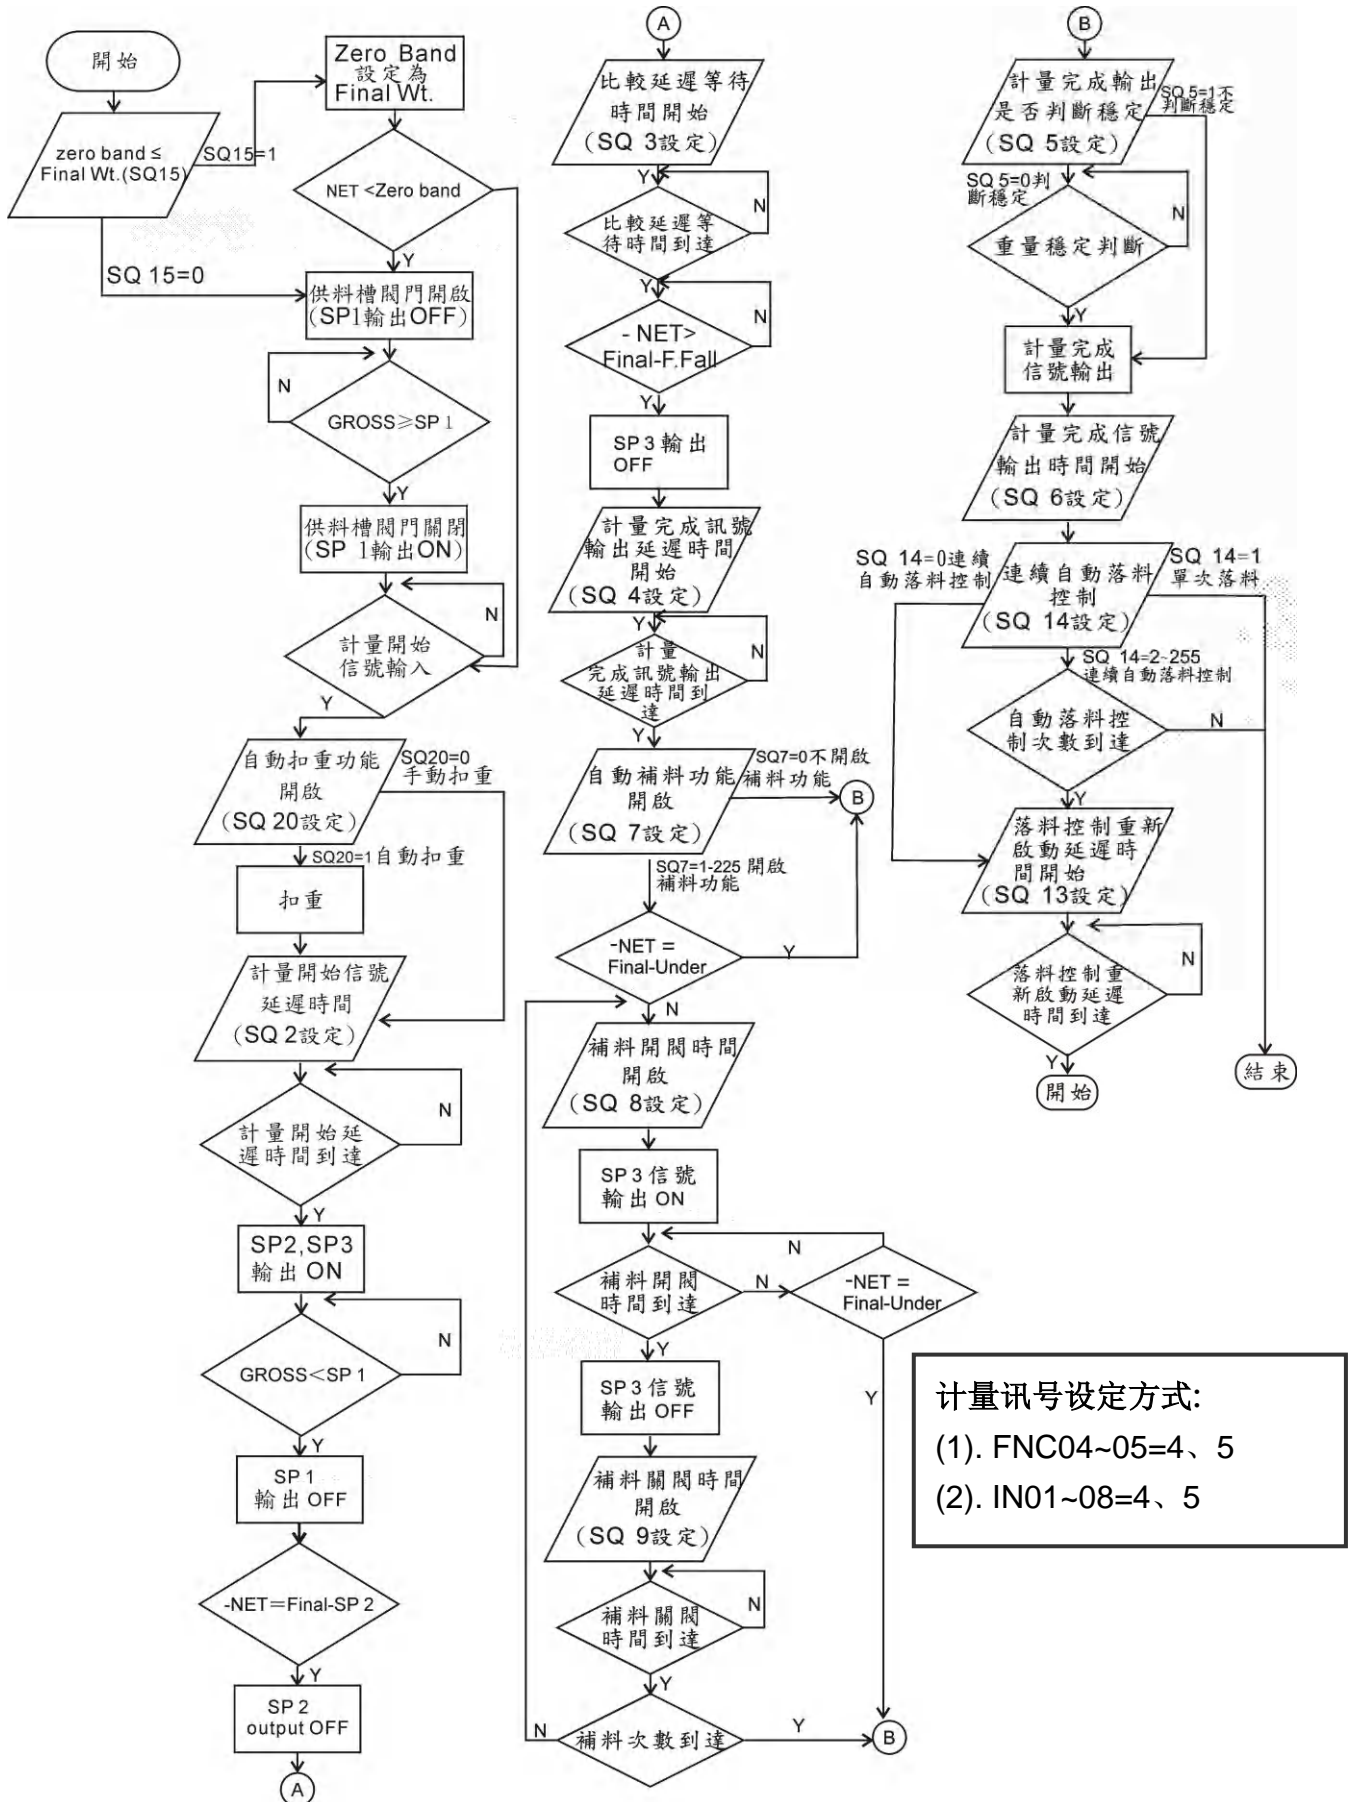 開始
zero band ≤
Final Wt.(SQ15)
SQ15=1
SQ 15=0
Zero Band
設定為
Final Wt.
NET <Zero band
Y
供料槽閥門開啟
(SP1輸出OFF)
N
GROSS≥SP 1
Y
供料槽閥門關閉
(SP 1輸出ON)
N
計量開始
信號輸入
Y
自動扣重功能
開啟
(SQ 20設定)
SQ20=0
手動扣重
SQ20=1自動扣重
扣重
計量開始信號
延遲時間
(SQ 2設定)
N
計量開始延
遲時間到達
Y
SP2,SP3
輸出 ON
N
GROSS<SP 1
Y
SP 1
輸出 OFF
-NET=Final-SP 2
Y
SP 2
output OFF
A
A
比較延遲等待
時間開始
(SQ 3設定)
Y
N
比較延遲等
待時間到達
Y
N
- NET>
Final-F.Fall
Y
SP 3 輸出
OFF
計量完成訊號
輸出延遲時間
開始
(SQ 4設定)
Y
N
計量
完成訊號輸出
延遲時間到
達
Y
自動補料功能
開啟
(SQ 7設定)
SQ7=0不開啟
補料功能
B
SQ7=1-225 開啟
補料功能
-NET =
Final-Under
Y
N
補料開閥時間
開啟
(SQ 8設定)
SP 3 信號
輸出 ON
N
補料開閥
時間到達
N
-NET =
Final-Under
Y
Y
SP 3 信號
輸出 OFF
補料關閥時間
開啟
(SQ 9設定)
N
補料關閥
時間到達
Y
N
補料次數到達
Y
B
B
計量完成輸出
是否判斷穩定
(SQ 5設定)
SQ 5=1不
判斷穩定
SQ 5=0判
斷穩定
N
重量穩定判斷
Y
計量完成
信號輸出
計量完成信號
輸出時間開始
(SQ 6設定)
SQ 14=0連續
自動落料控制
連續自動落料
控制
(SQ 14設定)
SQ 14=1
單次落料
SQ 14=2~255
連續自動落料控制
自動落料控
制次數到達
N
Y
落料控制重新
啟動延遲時
間開始
(SQ 13設定)
N
落料控制重
新啟動延遲
時間到達
Y
開始
結束
计量讯号设定方式:
(1). FNC04~05=4、5
(2). IN01~08=4、5